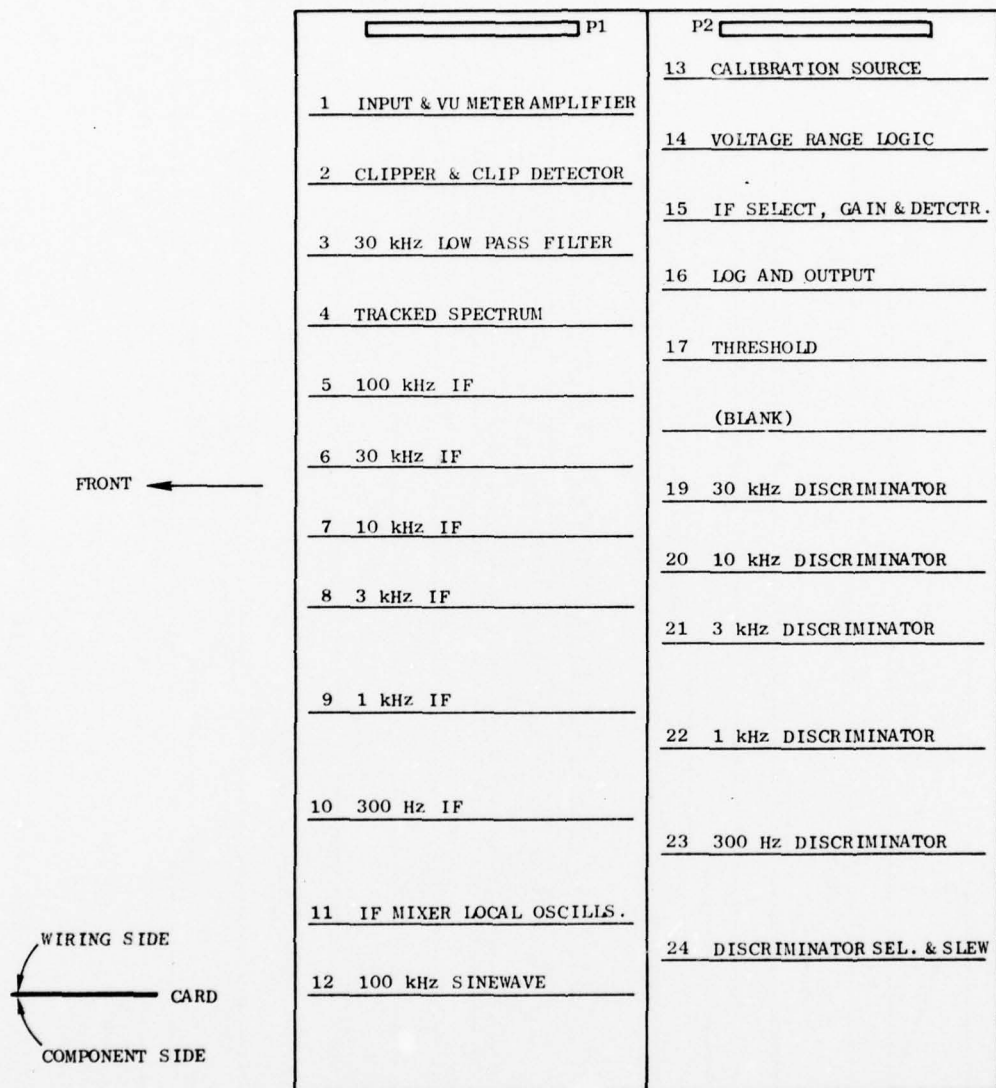 P1
1 INPUT & VU METER AMPLIFIER
2 CLIPPER & CLIP DETECTOR
3 30 kHz LOW PASS FILTER
4 TRACKED SPECTRUM
5 100 kHz IF
6 30 kHz IF
7 10 kHz IF
8 3 kHz IF
9 1 kHz IF
10 300 Hz IF
11 IF MIXER LOCAL OSCILLS.
12 100 kHz SINEWAVE
P2
13 CALIBRATION SOURCE
14 VOLTAGE RANGE LOGIC
15 IF SELECT, GAIN & DETCTR.
16 LOG AND OUTPUT
17 THRESHOLD
(BLANK)
19 30 kHz DISCRIMINATOR
20 10 kHz DISCRIMINATOR
21 3 kHz DISCRIMINATOR
22 1 kHz DISCRIMINATOR
23 300 Hz DISCRIMINATOR
24 DISCRIMINATOR SEL. & SLEW
FRONT
WIRING SIDE
CARD
COMPONENT SIDE